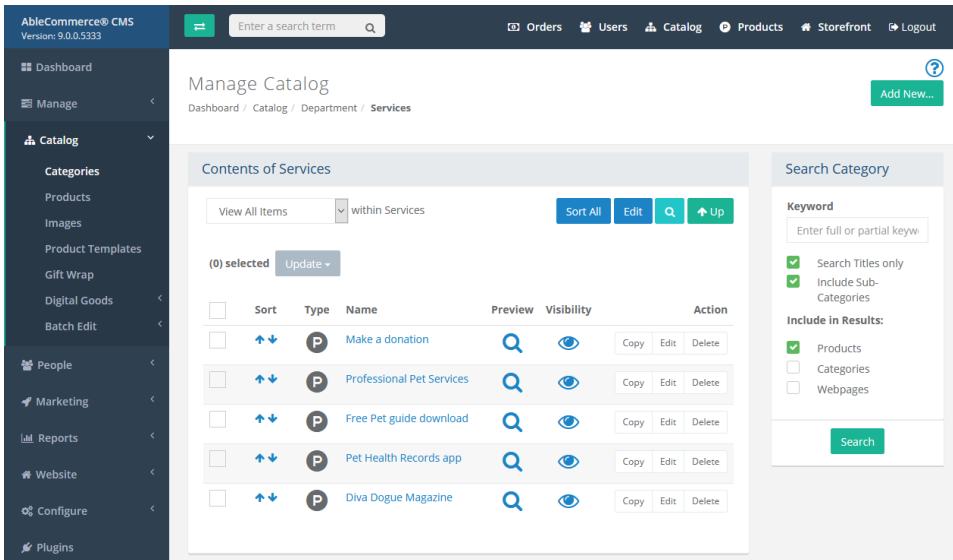 AbleCommerce® CMS
Version: 9.0.0.5333
Enter a search term
Orders
Users
Catalog
Products
Storefront
Logout
Dashboard
Manage
Catalog
Categories
Products
Images
Product Templates
Gift Wrap
Digital Goods
Batch Edit
People
Marketing
Reports
Website
Configure
Plugins
Manage Catalog
Dashboard / Catalog / Department / Services
?
Add New...
Contents of Services
View All Items within Services
Sort All Edit Up
(0) selected Update
Sort Type Name Preview Visibility Action
P Make a donation Copy Edit Delete
P Professional Pet Services Copy Edit Delete
P Free Pet guide download Copy Edit Delete
P Pet Health Records app Copy Edit Delete
P Diva Dogue Magazine Copy Edit Delete
Search Category
Keyword
Enter full or partial keyw
Search Titles only
Include Sub-
Categories
Include in Results:
Products
Categories
Webpages
Search